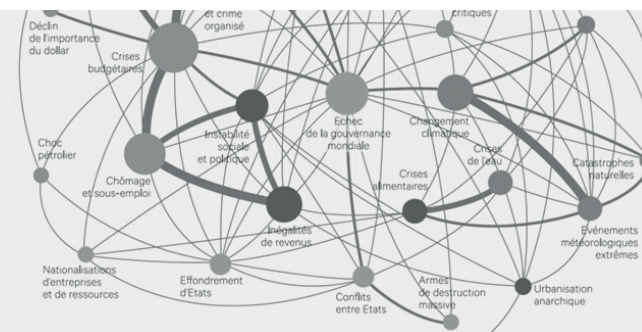 et crime
organisé
critiques
Déclin
de l'importance
du dollar
Crises
budgétaires
Instabilité
sociale
et politique
Echec
de la gouvernance
mondiale
Changement
climatique
Choc
pétrolier
Chômage
et sous-emploi
Crises
de l'eau
Crises
alimentaires
Catastrophes
naturelles
Inégalités
de revenus
Evénements
météorologiques
extrêmes
Nationalisations
d'entreprises
et de ressources
Effondrement
d'Etats
Conflits
entre Etats
Armes
de destruction
massive
Urbanisation
anarchique